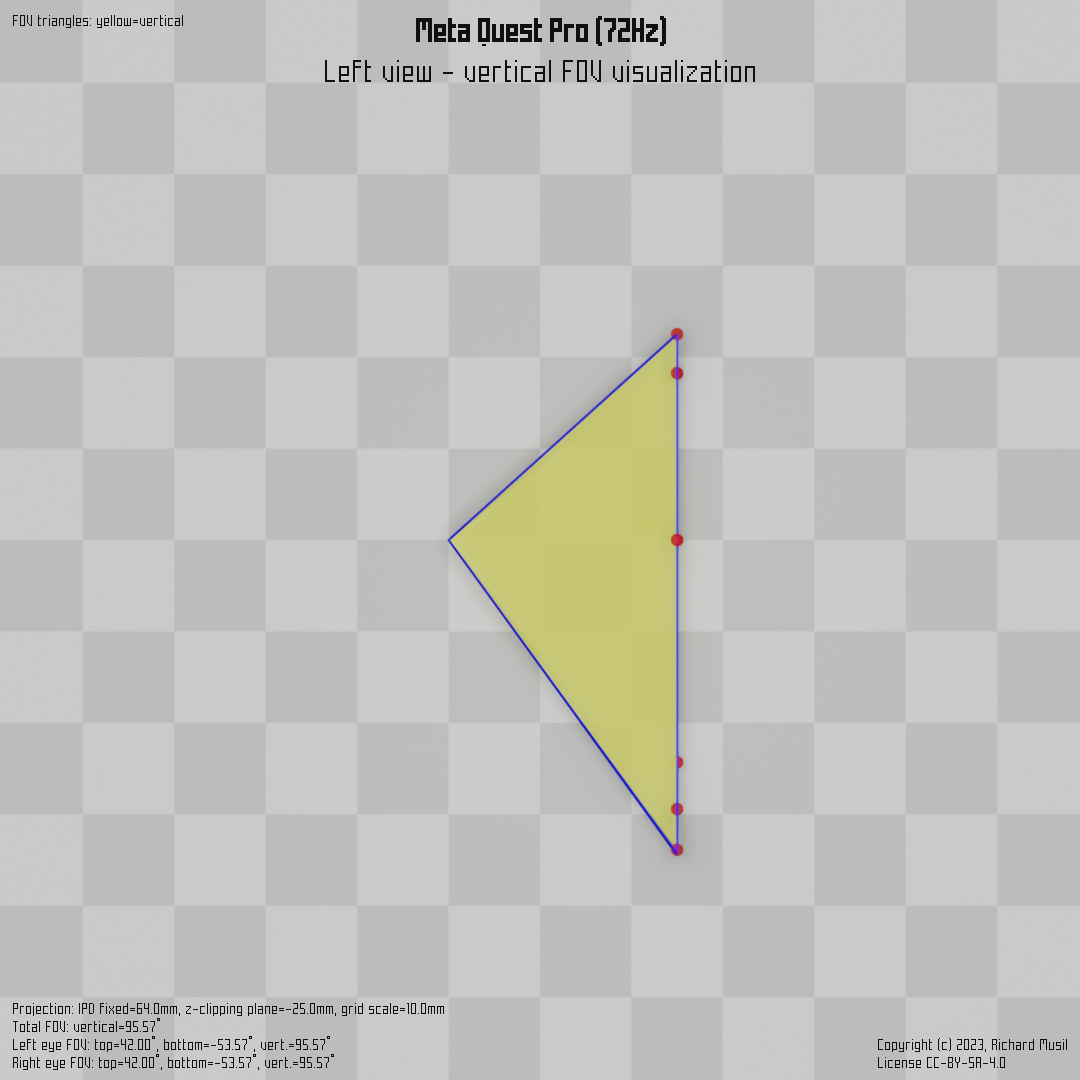 FOV triangles: yellow=vertical
Meta Quest Pro (72Hz)
Left view - vertical FOV visualization
Projection: IPD fixed=64.0mm, z-clipping plane=-25.0mm, grid scale=10.0mm
Total FOV: vertical=95.57°
Left eye FOV: top=42.00°, bottom=-53.57°, vert.=95.57°
Right eye FOV: top=42.00°, bottom=-53.57°, vert.=95.57°
Copyright (c) 2023, Richard Musil
License CC-BY-SA-4.0